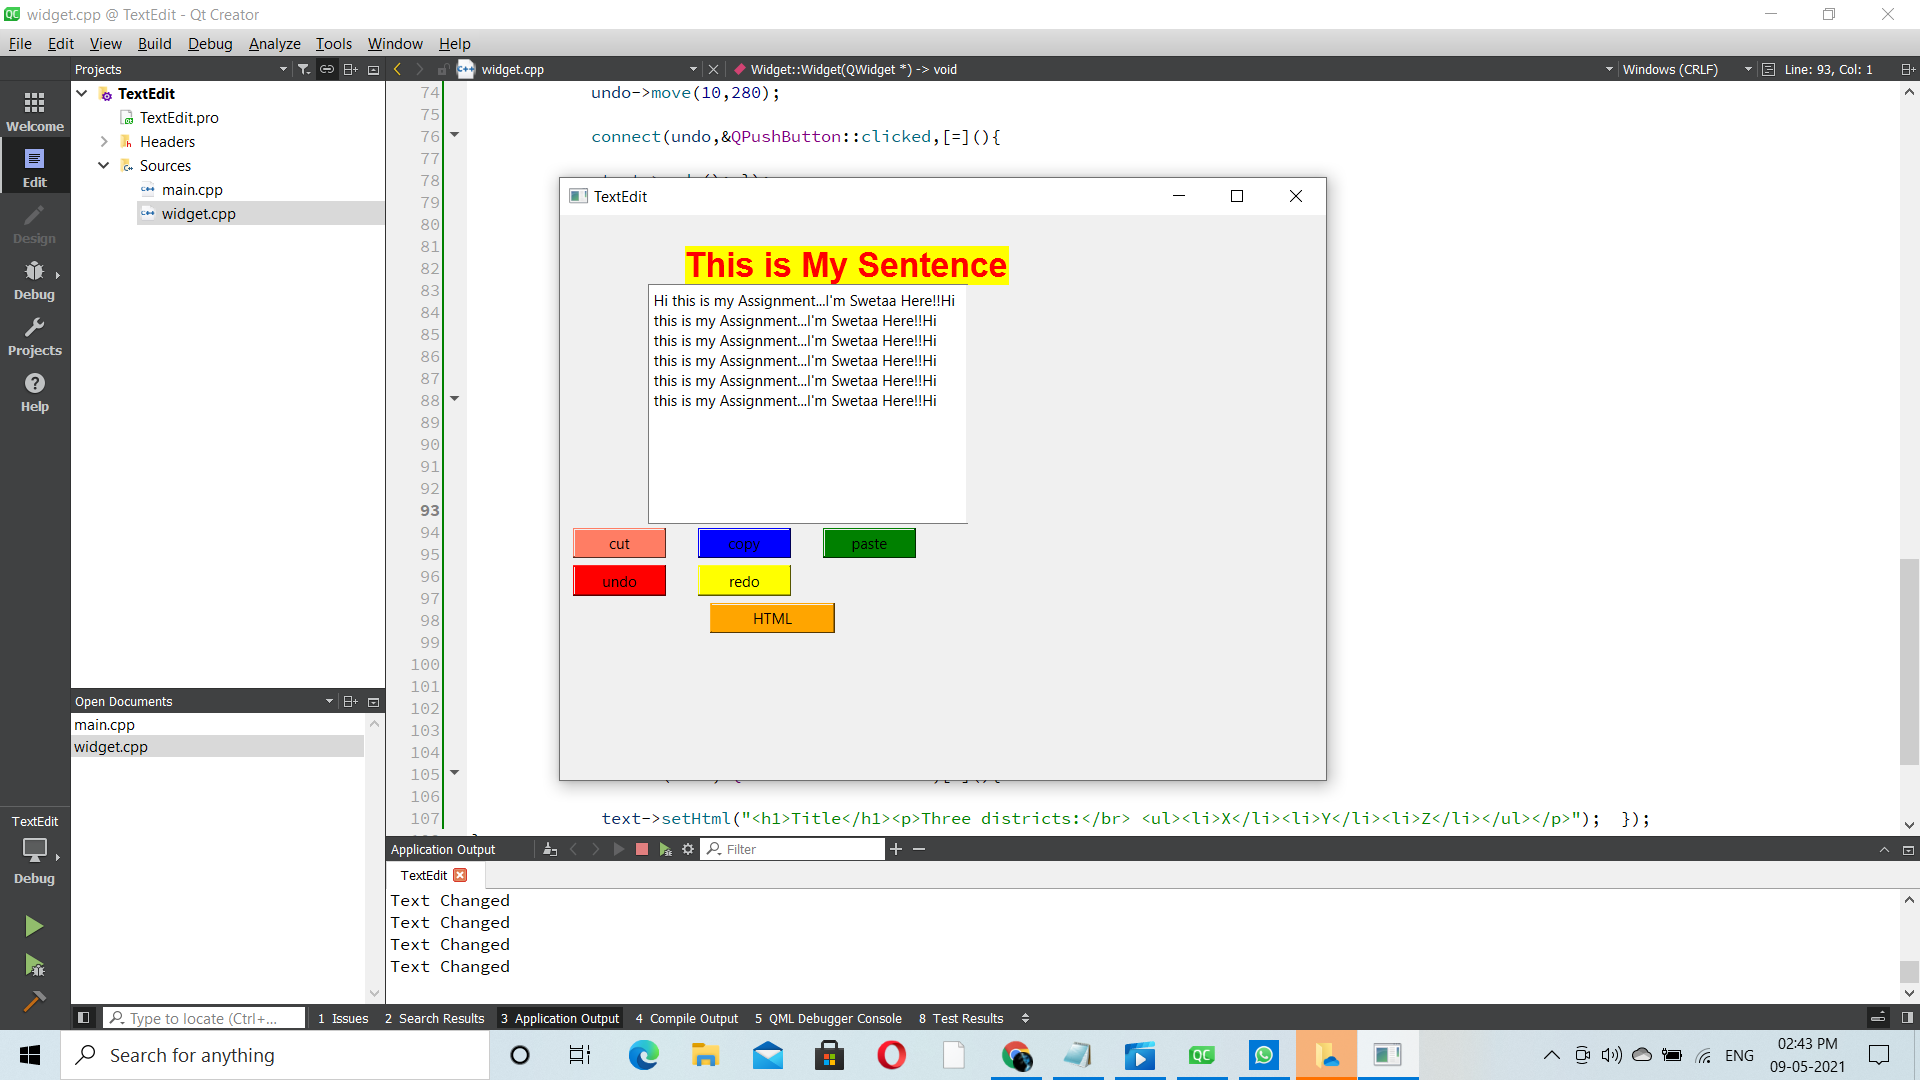 widget.cpp @ TextEdit - Qt Creator
File Edit View Build Debug Analyze Tools Window Help
Projects
widget.cpp
Widget::Widget(QWidget *) -> void
Windows (CRLF)
Line: 93, Col: 1
Welcome
Edit
Design
Debug
Projects
Help
TextEdit
TextEdit.pro
Headers
Sources
main.cpp
widget.cpp
Open Documents
main.cpp
widget.cpp
TextEdit
Debug
74 undo->move(10,280);
75
76 connect(undo,&QPushButton::clicked,[=](){
77
78
79
80
81
82
83
84
85
86
87
88
89
90
91
92
93
94
95
96
97
98
99
100
101
102
103
104
105
106
107 text->setHtml("<h1>Title</h1><p>Three districts:</br> <ul><li>X</li><li>Y</li><li>Z</li></ul></p>"); });
TextEdit
This is My Sentence
Hi this is my Assignment...I'm Swetaa Here!!Hi
this is my Assignment...I'm Swetaa Here!!Hi
this is my Assignment...I'm Swetaa Here!!Hi
this is my Assignment...I'm Swetaa Here!!Hi
this is my Assignment...I'm Swetaa Here!!Hi
this is my Assignment...I'm Swetaa Here!!Hi
cut copy paste
undo redo
HTML
Application Output
Filter
TextEdit
Text Changed
Text Changed
Text Changed
Text Changed
Type to locate (Ctrl+...
1 Issues 2 Search Results 3 Application Output 4 Compile Output 5 QML Debugger Console 8 Test Results
Search for anything
ENG
02:43 PM
09-05-2021